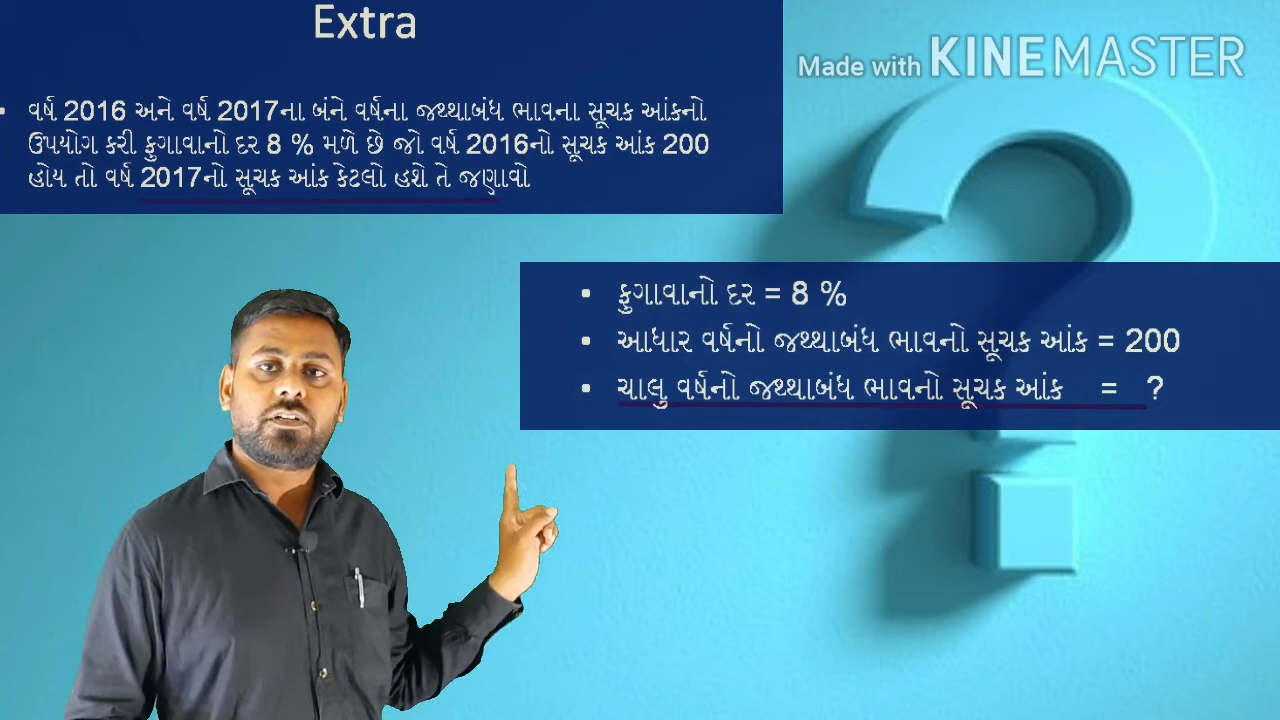 Extra
Made with KINEMASTER
• વર્ષ 2016 અને વર્ષ 2017ના બંને વર્ષના જથ્થાબંધ ભાવના સૂચક આંકનો
ઉપયોગ કરી ફુગાવાનો દર 8 % મળે છે જો વર્ષ 2016નો સૂચક આંક 200
હોય તો વર્ષ 2017નો સૂચક આંક કેટલો હશે તે જણાવો
• ફુગાવાનો દર = 8 %
• આધાર વર્ષનો જથ્થાબંધ ભાવનો સૂચક આંક = 200
• ચાલુ વર્ષનો જથ્થાબંધ ભાવનો સૂચક આંક = ?